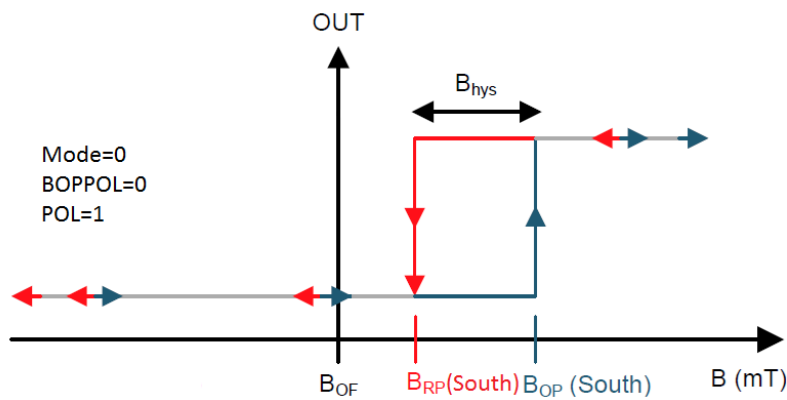 OUT
Bhys
Mode=0
BOPPOL=0
POL=1
BOF
BRP(South)
BOP (South)
B (mT)